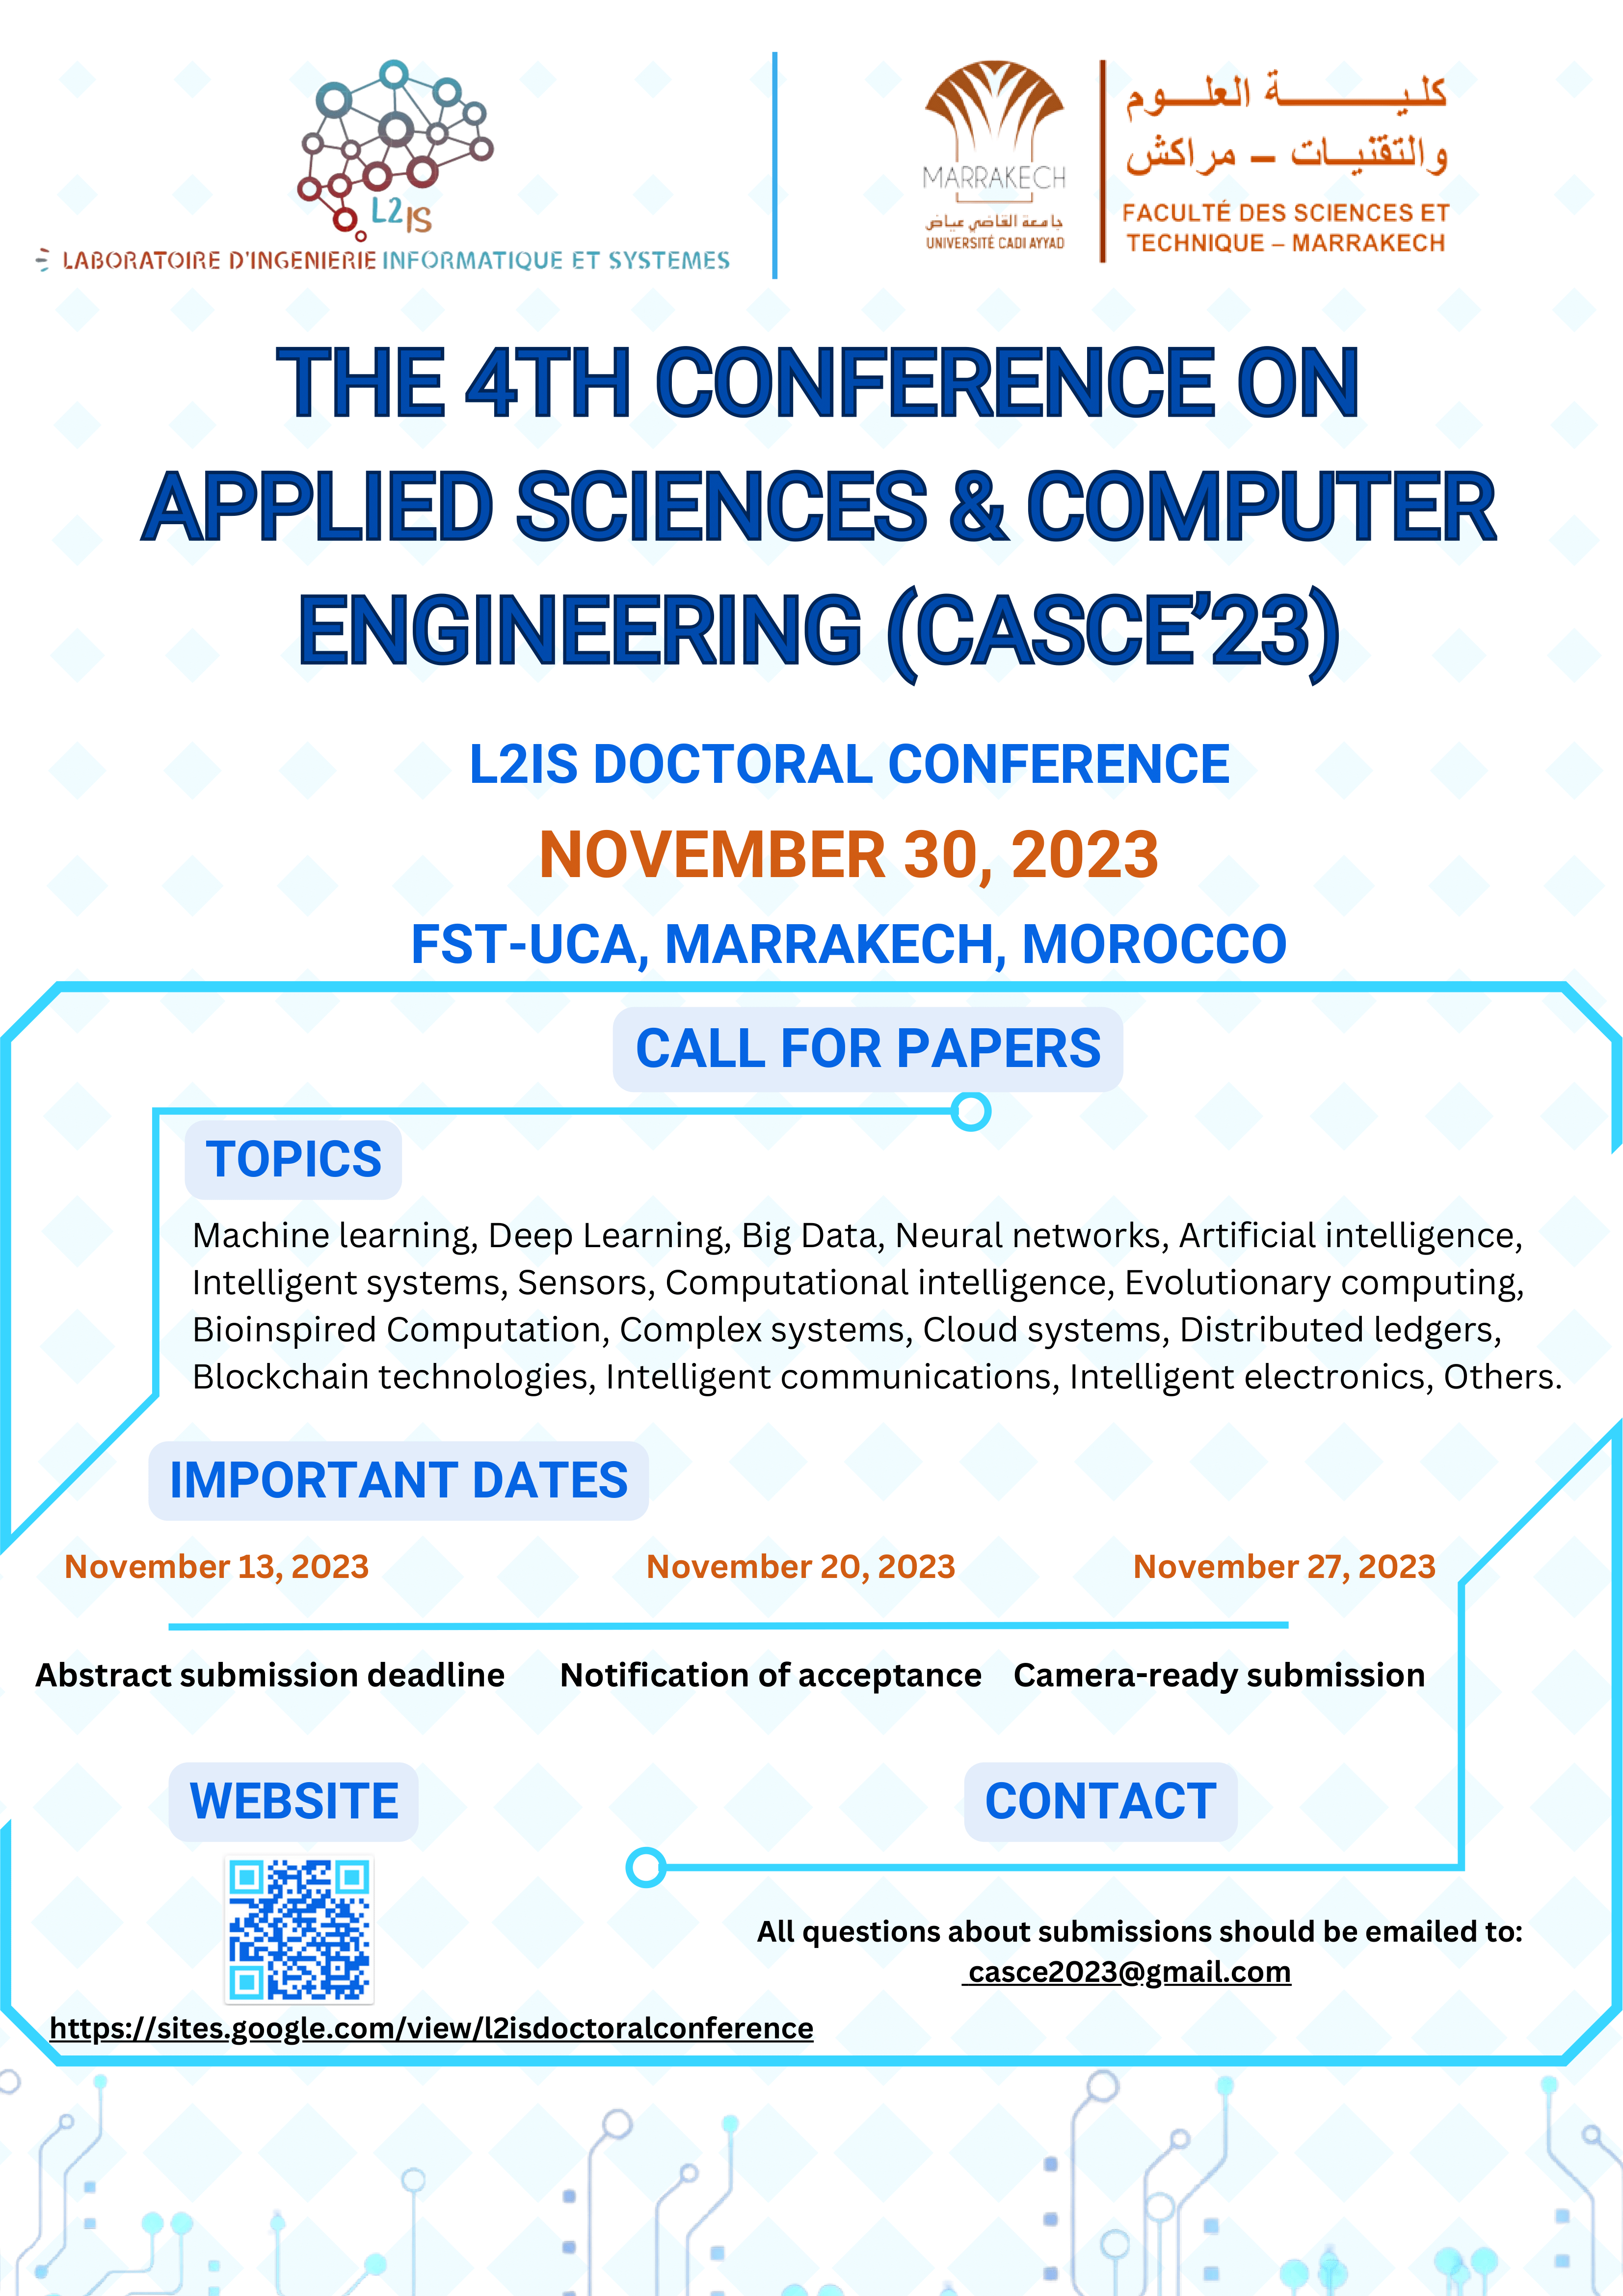 L2IS
LABORATOIRE D'INGENIERIE INFORMATIQUE ET SYSTEMES
MARRAKECH
جامعة القاضي عياض
UNIVERSITÉ CADI AYYAD
كليـــــة العلـــوم
والتقنيـــات – مراكش
FACULTÉ DES SCIENCES ET
TECHNIQUE – MARRAKECH
THE 4TH CONFERENCE ON
APPLIED SCIENCES & COMPUTER
ENGINEERING (CASCE’23)
L2IS DOCTORAL CONFERENCE
NOVEMBER 30, 2023
FST-UCA, MARRAKECH, MOROCCO
CALL FOR PAPERS
TOPICS
Machine learning, Deep Learning, Big Data, Neural networks, Artificial intelligence,
Intelligent systems, Sensors, Computational intelligence, Evolutionary computing,
Bioinspired Computation, Complex systems, Cloud systems, Distributed ledgers,
Blockchain technologies, Intelligent communications, Intelligent electronics, Others.
IMPORTANT DATES
November 13, 2023 November 20, 2023 November 27, 2023
Abstract submission deadline Notification of acceptance Camera-ready submission
WEBSITE
https://sites.google.com/view/l2isdoctoralconference
CONTACT
All questions about submissions should be emailed to:
casce2023@gmail.com